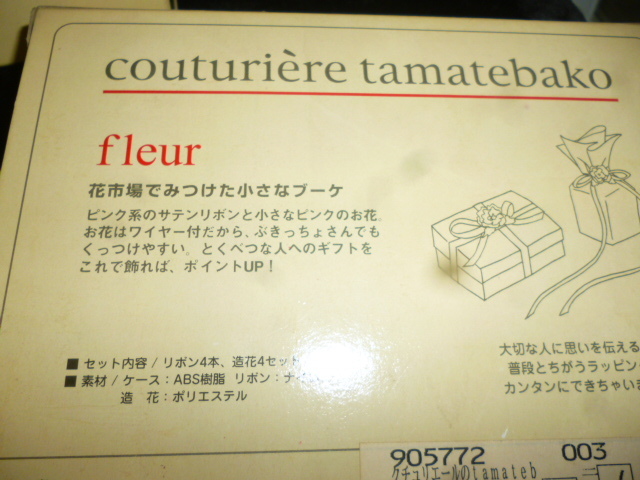 couturière tamatebako
fleur
花市場でみつけた小さなブーケ
ピンク系のサテンリボンと小さなピンクのお花。
お花はワイヤー付だから、ぶきっちょさんでも
くっつけやすい。とくべつな人へのギフトを
これで飾れば、ポイントUP！
■ セット内容 / リボン4本、造花4セット
■ 素材 / ケース：ABS樹脂 リボン：ナイ
造 花：ポリエステル
大切な人に思いを伝える
普段とちがうラッピン
カンタンにできちゃいま
905772 003
クチュリエールのtamateb